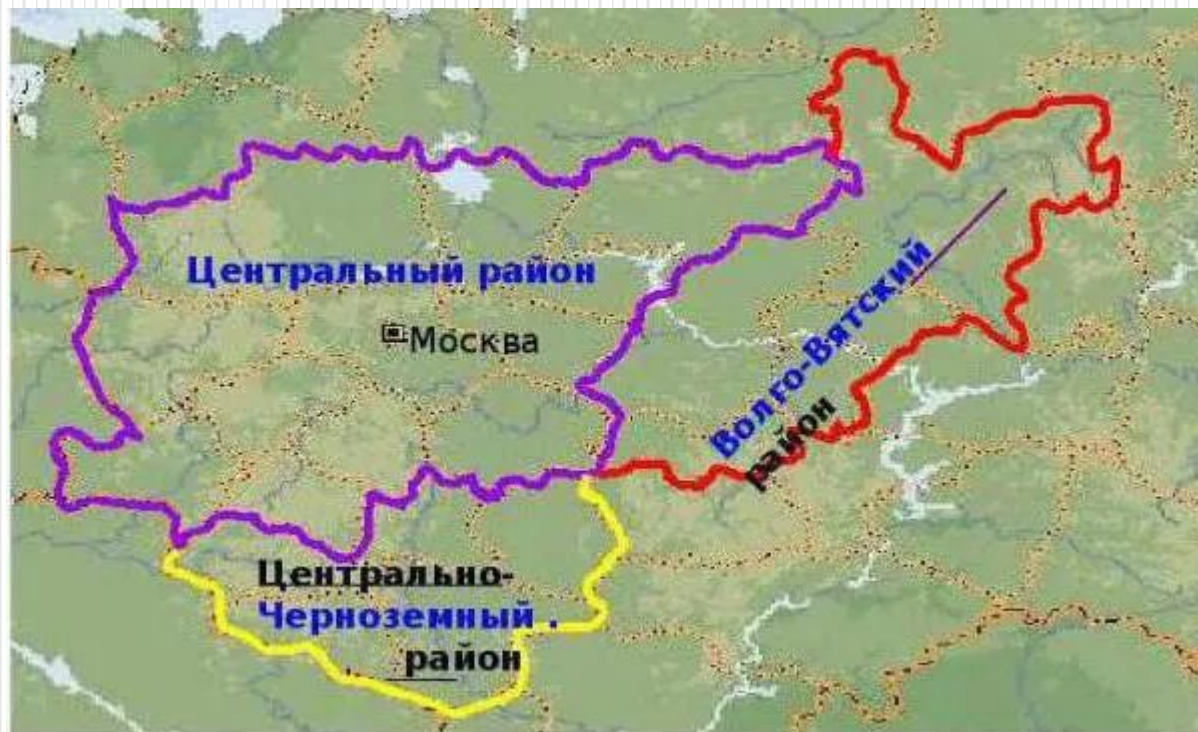 Центральный район
Москва
Волго-Вятский
район
Центрально-
Черноземный .
район